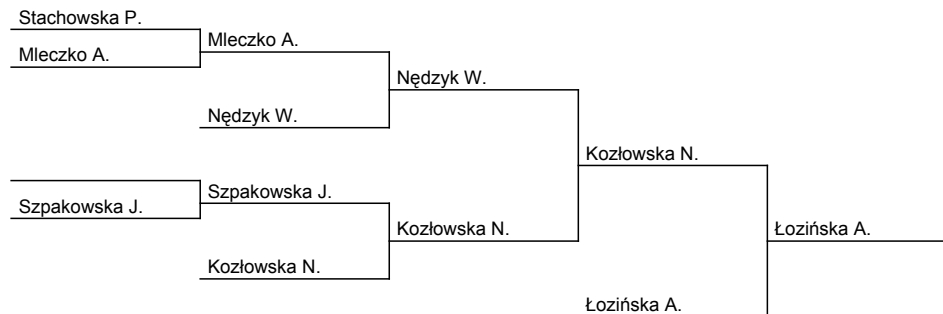 Stachowska P.
Mleczko A.
Mleczko A.
Nędzyk W.
Nędzyk W.
Kozłowska N.
Szpakowska J.
Szpakowska J.
Kozłowska N.
Łozińska A.
Kozłowska N.
Łozińska A.